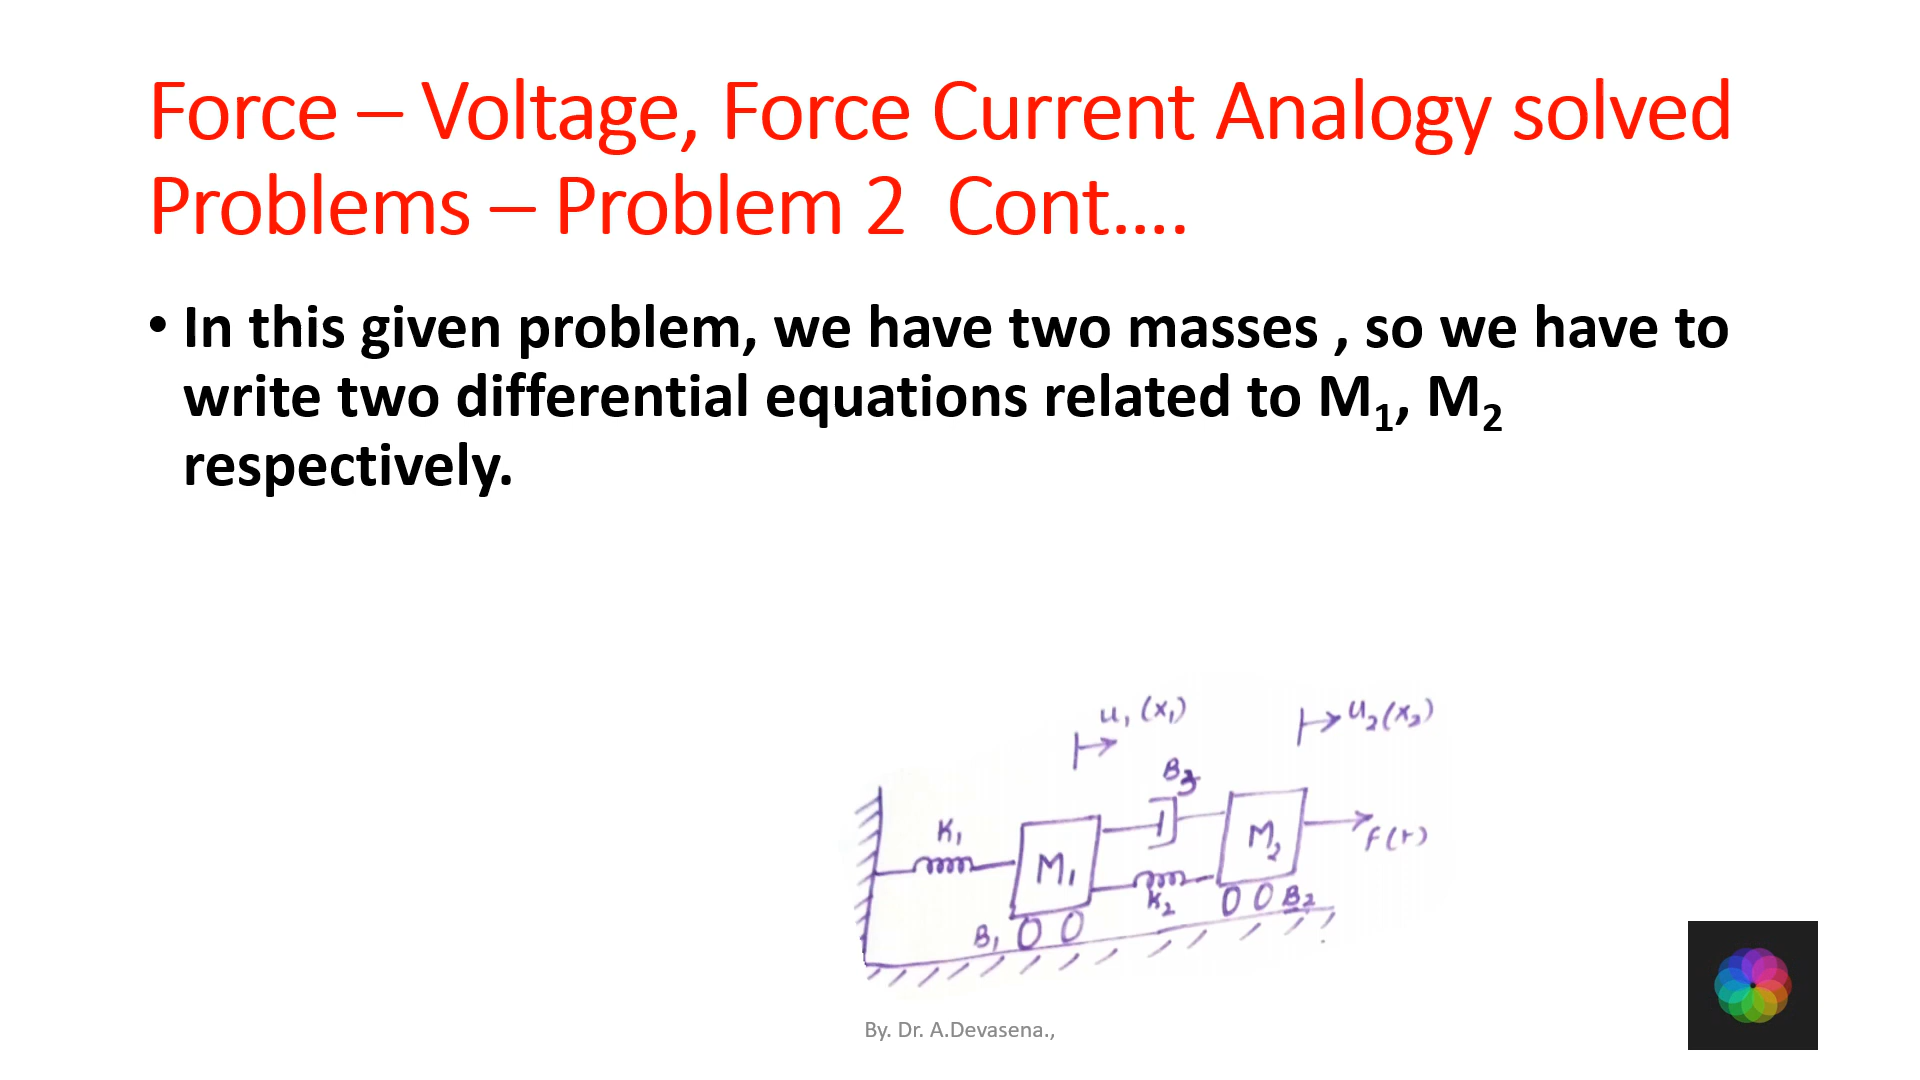 Force – Voltage, Force Current Analogy solved
Problems – Problem 2  Cont….
• In this given problem, we have two masses , so we have to
write two differential equations related to M₁, M₂
respectively.
u₁ (x₁)
u₂(x₂)
B₃
K₁
M₁
M₂
f(t)
K₂
B₂
B₁
By. Dr. A.Devasena.,